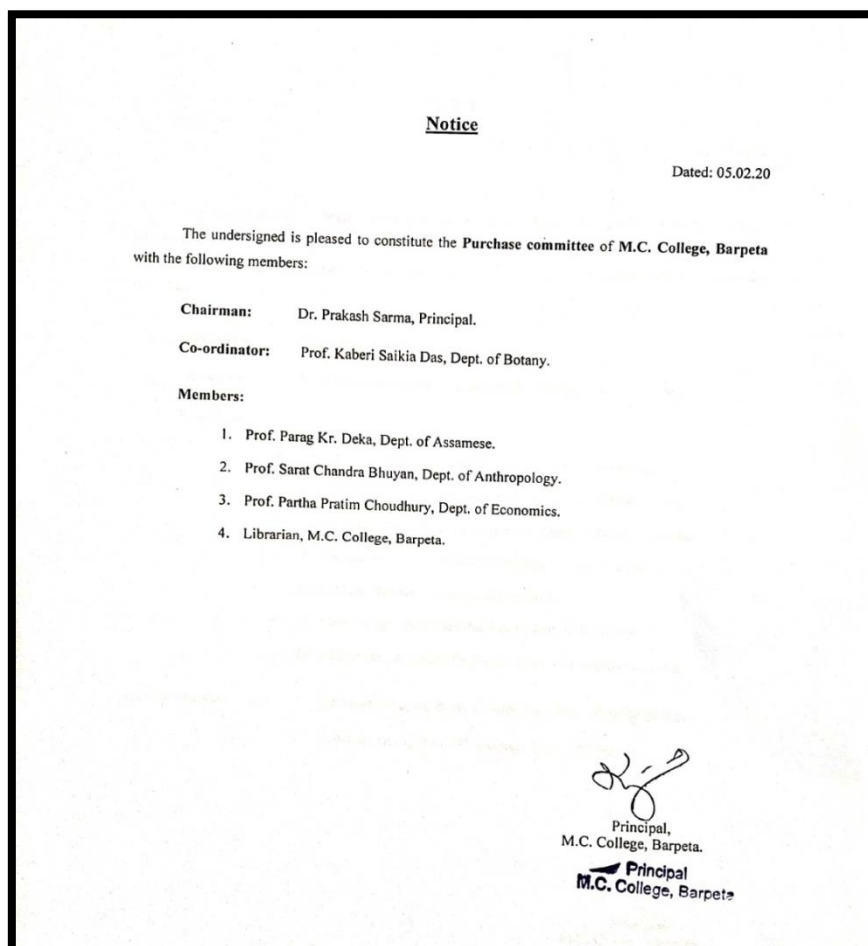 Notice
Dated: 05.02.20
The undersigned is pleased to constitute the Purchase committee of M.C. College, Barpeta
with the following members:
Chairman: Dr. Prakash Sarma, Principal.
Co-ordinator: Prof. Kaberi Saikia Das, Dept. of Botany.
Members:
1. Prof. Parag Kr. Deka, Dept. of Assamese.
2. Prof. Sarat Chandra Bhuyan, Dept. of Anthropology.
3. Prof. Partha Pratim Choudhury, Dept. of Economics.
4. Librarian, M.C. College, Barpeta.
Principal,
M.C. College, Barpeta.
Principal
M.C. College, Barpeta